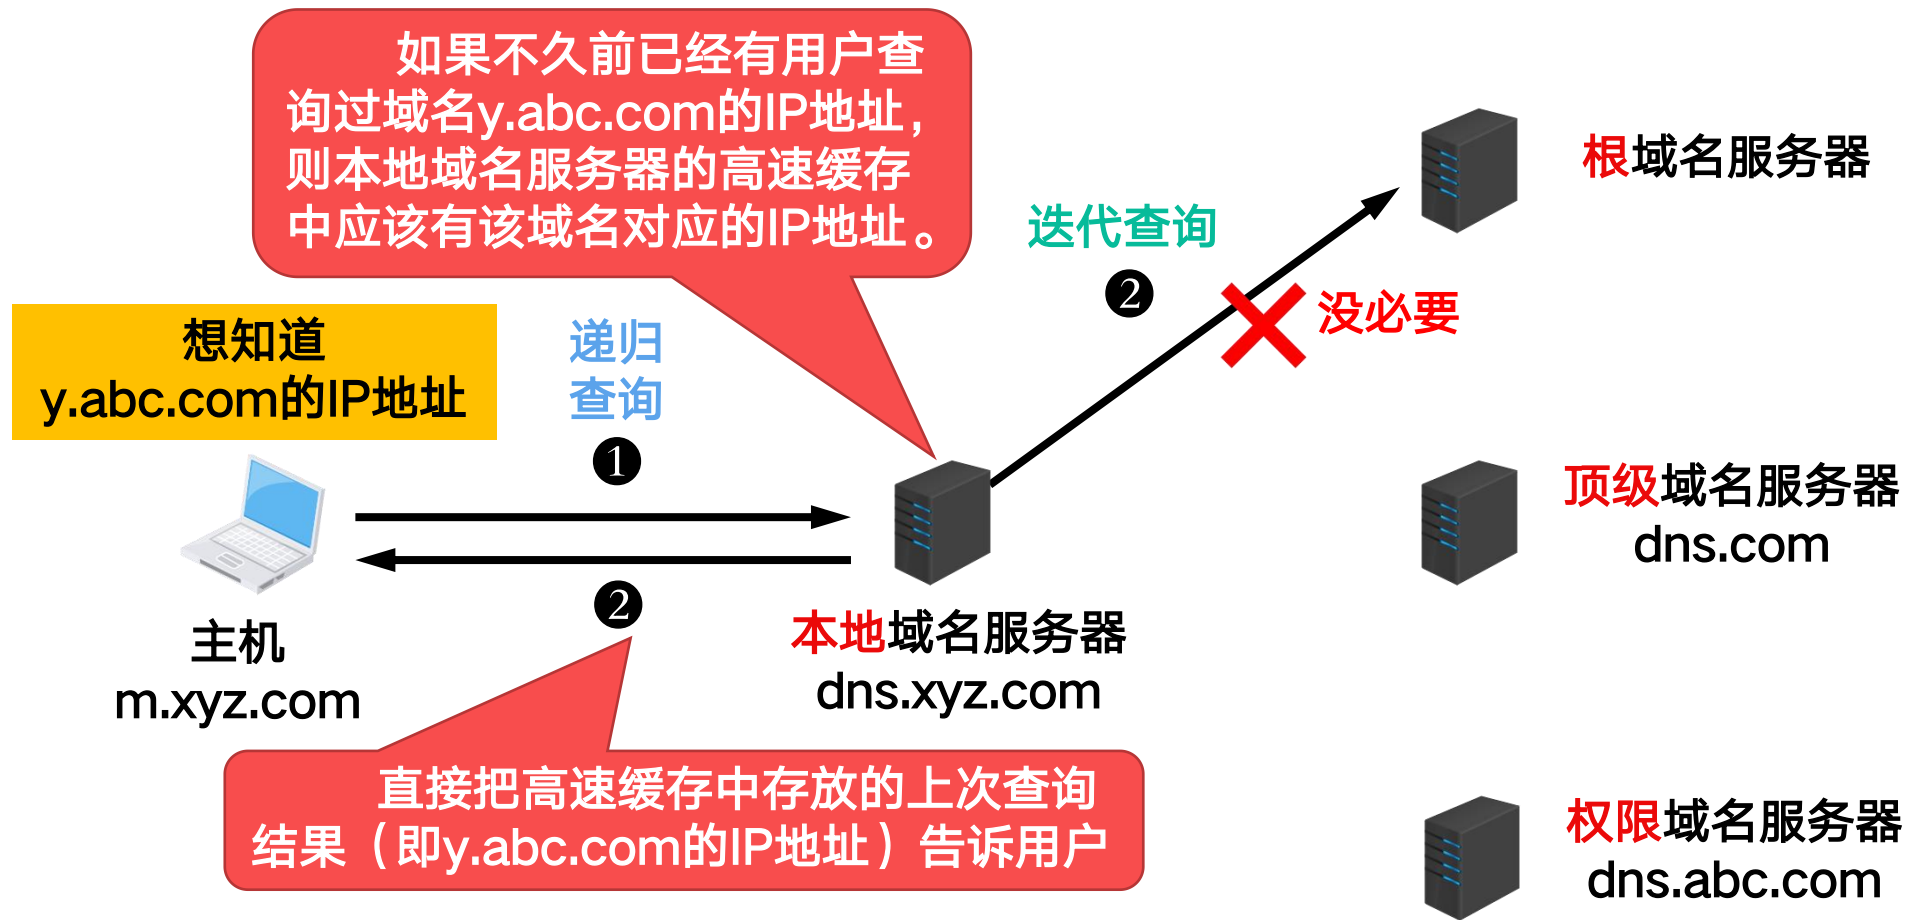 如果不久前已经有用户查
询过域名y.abc.com的IP地址，
则本地域名服务器的高速缓存
中应该有该域名对应的IP地址。
根域名服务器
迭代查询
❷
没必要
想知道
y.abc.com的IP地址
递归
查询
❶
顶级域名服务器
dns.com
❷
主机
m.xyz.com
本地域名服务器
dns.xyz.com
直接把高速缓存中存放的上次查询
结果（即y.abc.com的IP地址）告诉用户
权限域名服务器
dns.abc.com